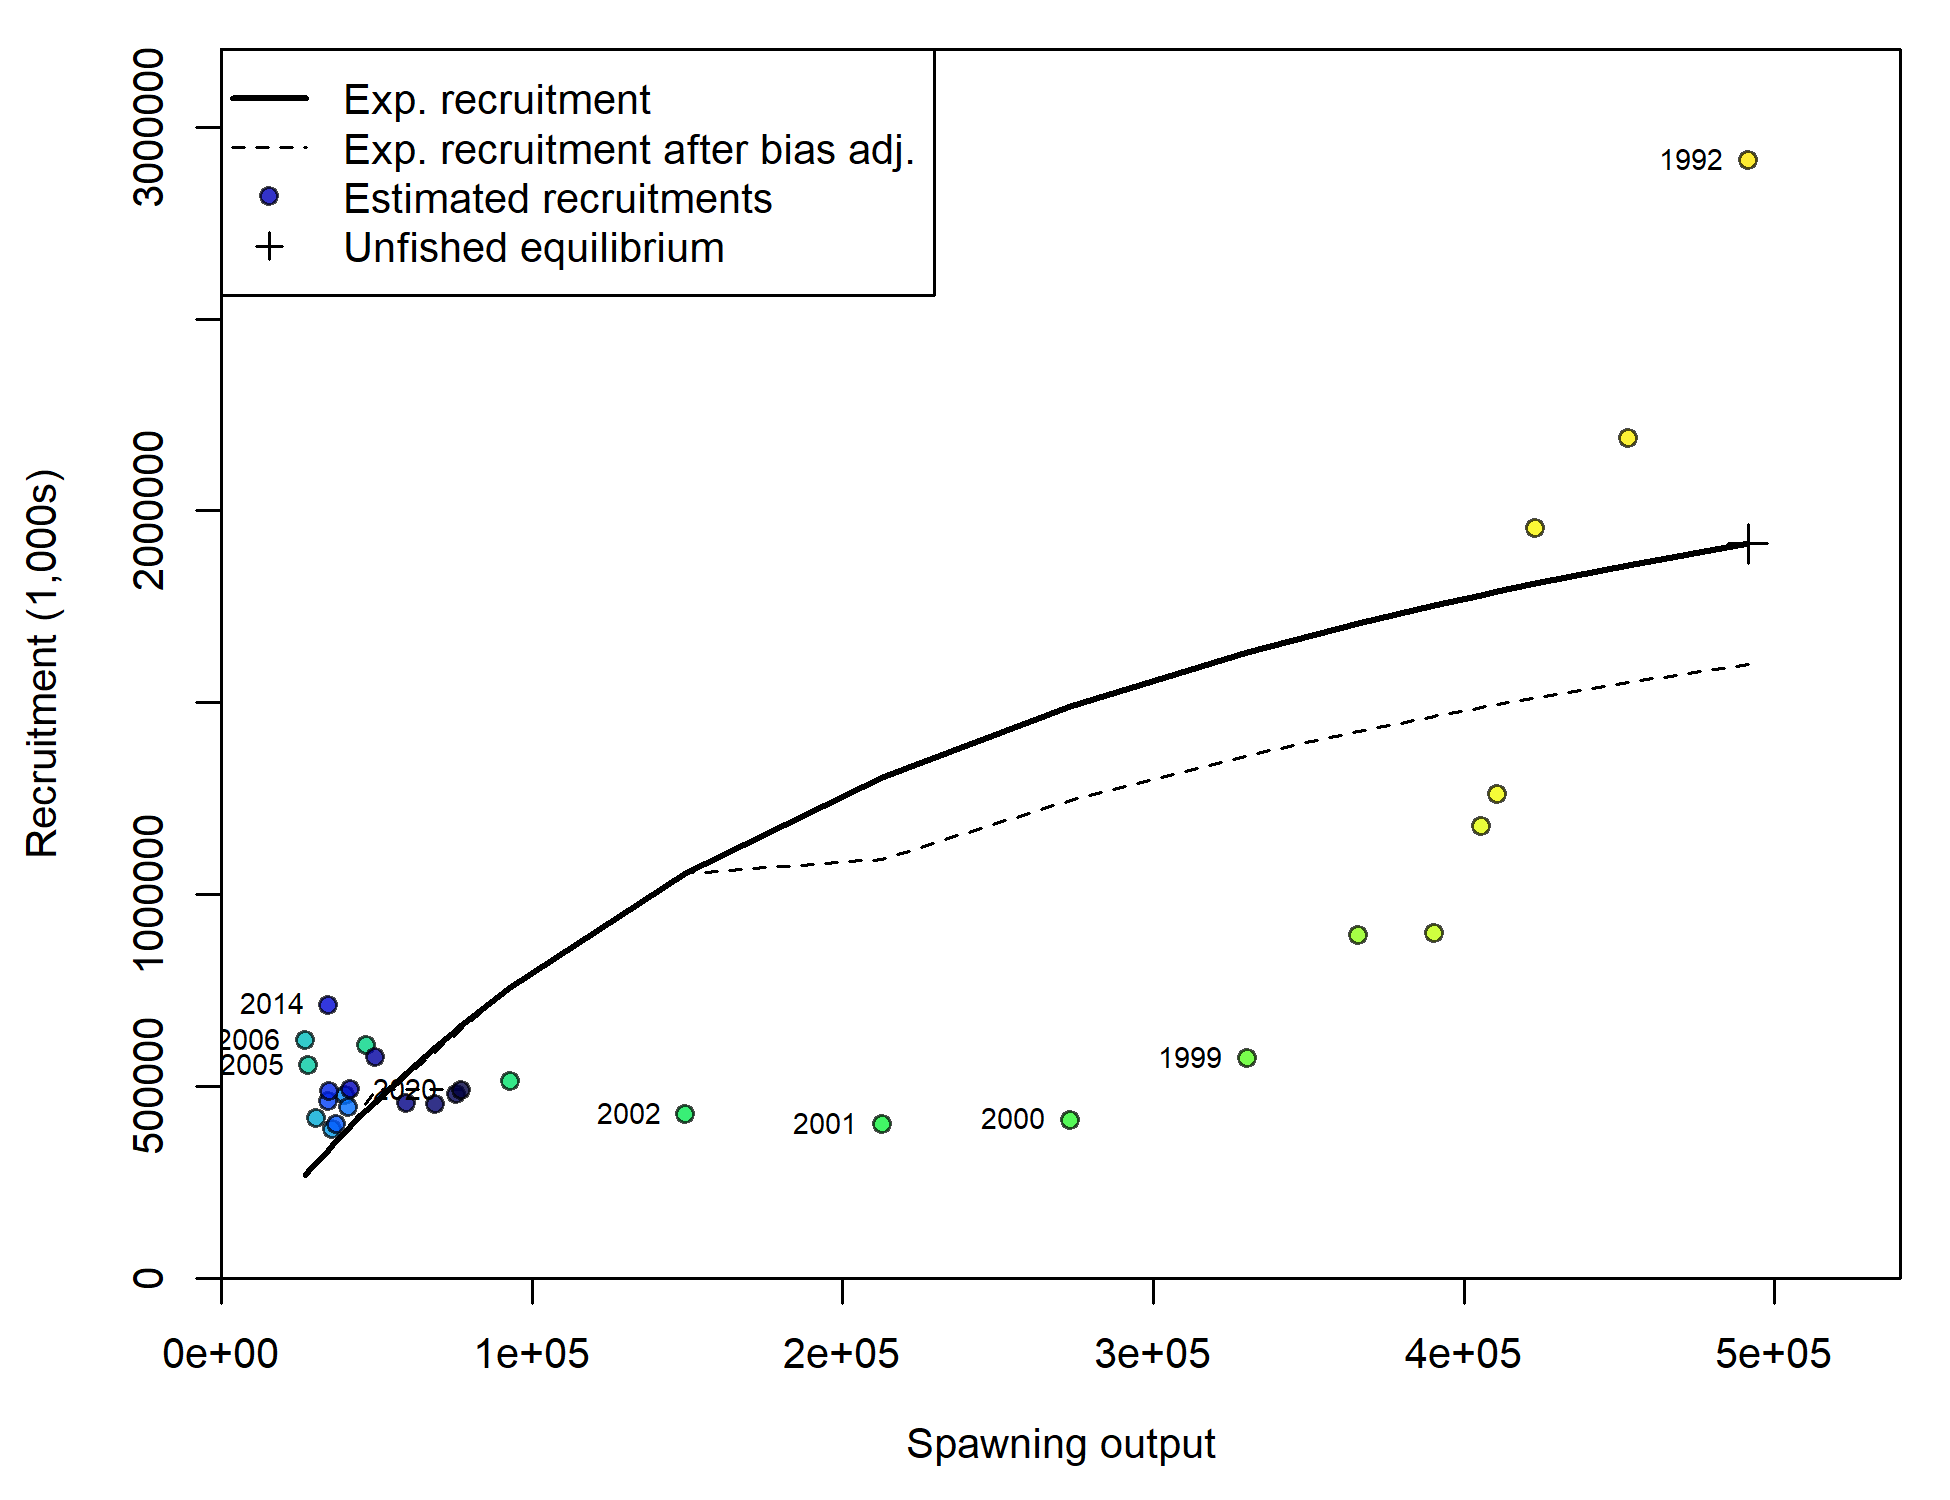 Exp. recruitment
Exp. recruitment after bias adj.
Estimated recruitments
Unfished equilibrium
Recruitment (1,000s)
3000000
2000000
1000000
500000
0
1992
2014
2006
2005
2020
2002
2001
2000
1999
0e+00 1e+05 2e+05 3e+05 4e+05 5e+05
Spawning output